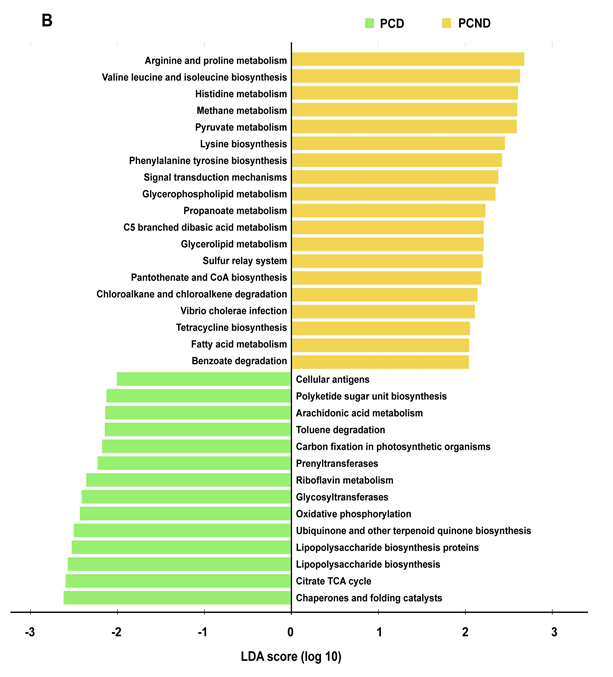 B
PCD PCND
Arginine and proline metabolism
Valine leucine and isoleucine biosynthesis
Histidine metabolism
Methane metabolism
Pyruvate metabolism
Lysine biosynthesis
Phenylalanine tyrosine biosynthesis
Signal transduction mechanisms
Glycerophospholipid metabolism
Propanoate metabolism
C5 branched dibasic acid metabolism
Glycerolipid metabolism
Sulfur relay system
Pantothenate and CoA biosynthesis
Chloroalkane and chloroalkene degradation
Vibrio cholerae infection
Tetracycline biosynthesis
Fatty acid metabolism
Benzoate degradation
Cellular antigens
Polyketide sugar unit biosynthesis
Arachidonic acid metabolism
Toluene degradation
Carbon fixation in photosynthetic organisms
Prenyltransferases
Riboflavin metabolism
Glycosyltransferases
Oxidative phosphorylation
Ubiquinone and other terpenoid quinone biosynthesis
Lipopolysaccharide biosynthesis proteins
Lipopolysaccharide biosynthesis
Citrate TCA cycle
Chaperones and folding catalysts
-3 -2 -1 0 1 2 3
LDA score (log 10)